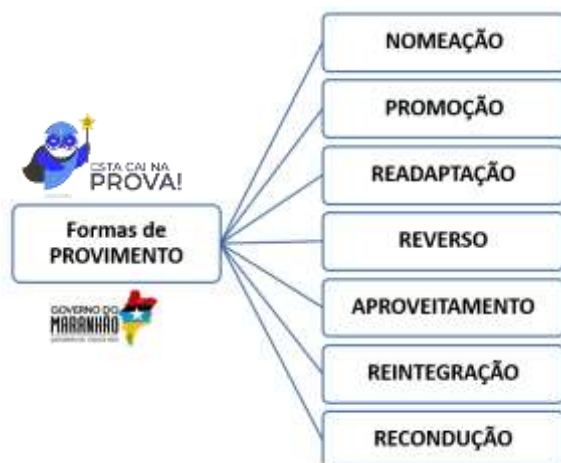 NOMEAÇÃO
PROMOÇÃO
ESTA CAI NA
PROVA!
READAPTAÇÃO
Formas de
PROVIMENTO
REVERSO
APROVEITAMENTO
GOVERNO DO
MARANHÃO
REINTEGRAÇÃO
RECONDUÇÃO